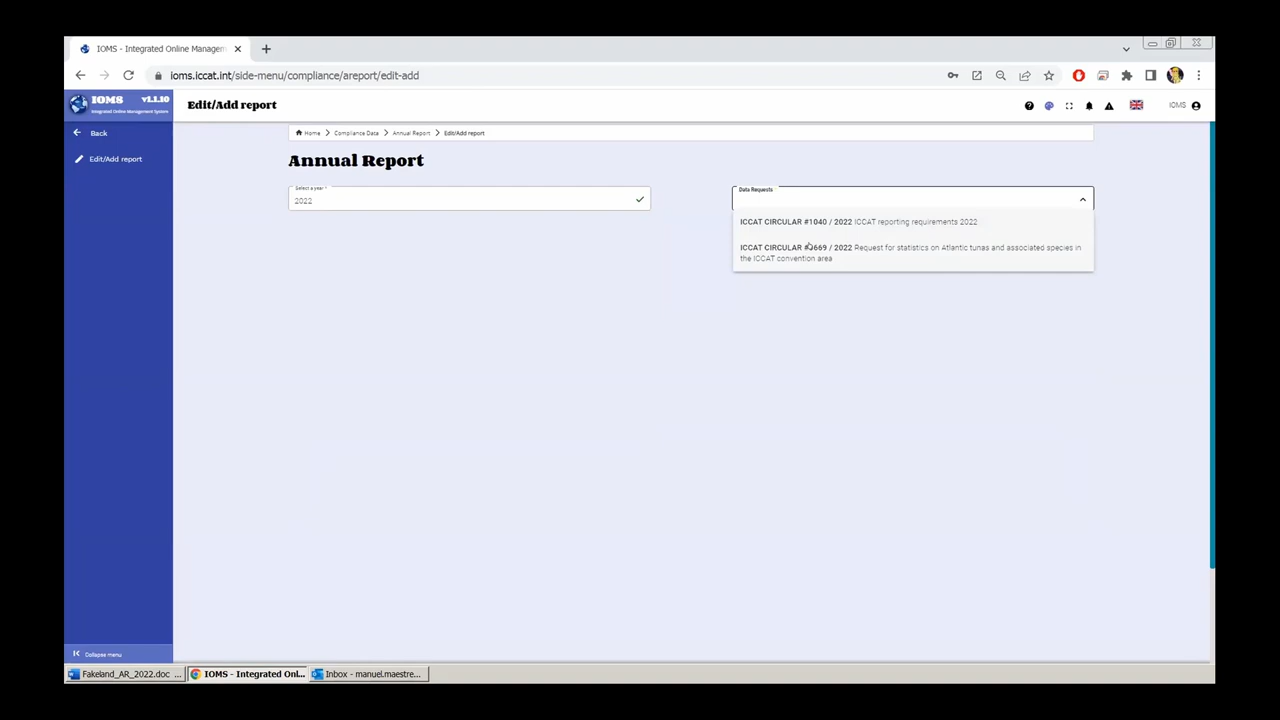 IOMS - Integrated Online Managem
ioms.iccat.int/side-menu/compliance/areport/edit-add
IOMS v1.1.10
Integrated Online Management System
Edit/Add report
IOMS
Back
Edit/Add report
Home > Compliance Data > Annual Report > Edit/Add report
Annual Report
Select a year *
2022
Data Requests
ICCAT CIRCULAR #1040 / 2022 ICCAT reporting requirements 2022
ICCAT CIRCULAR / 2022 Request for statistics on Atlantic tunas and associated species in
the ICCAT convention area
Collapse menu
Fakeland_AR_2022.doc ...
IOMS - Integrated Onl...
Inbox - manuel.maestre...